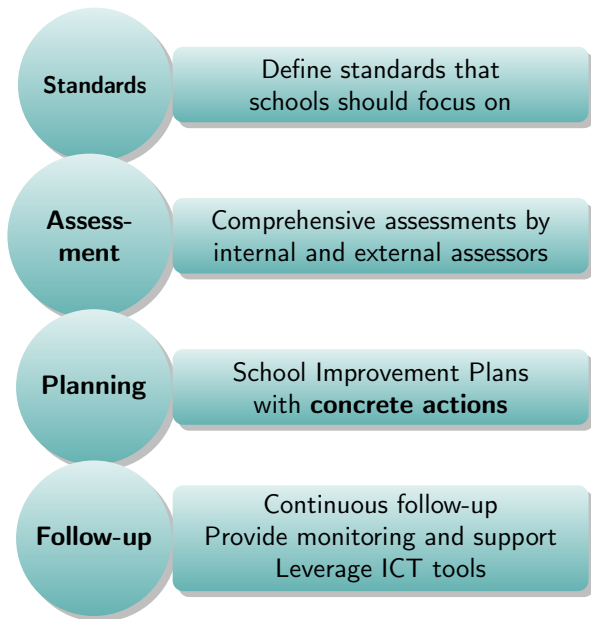 Standards
Define standards that
schools should focus on
Assess-
ment
Comprehensive assessments by
internal and external assessors
Planning
School Improvement Plans
with concrete actions
Follow-up
Continuous follow-up
Provide monitoring and support
Leverage ICT tools